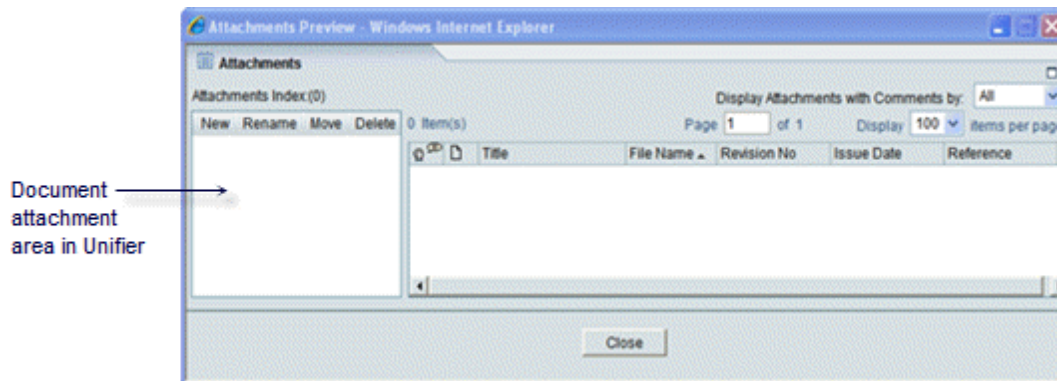 Attachments Preview - Windows Internet Explorer
Attachments
Attachments Index:(0)
Display Attachments with Comments by: All
New Rename Move Delete
0 Item(s)
Page 1 of 1
Display 100 items per page
Title
File Name
Revision No
Issue Date
Reference
Document
attachment
area in Unifier
Close